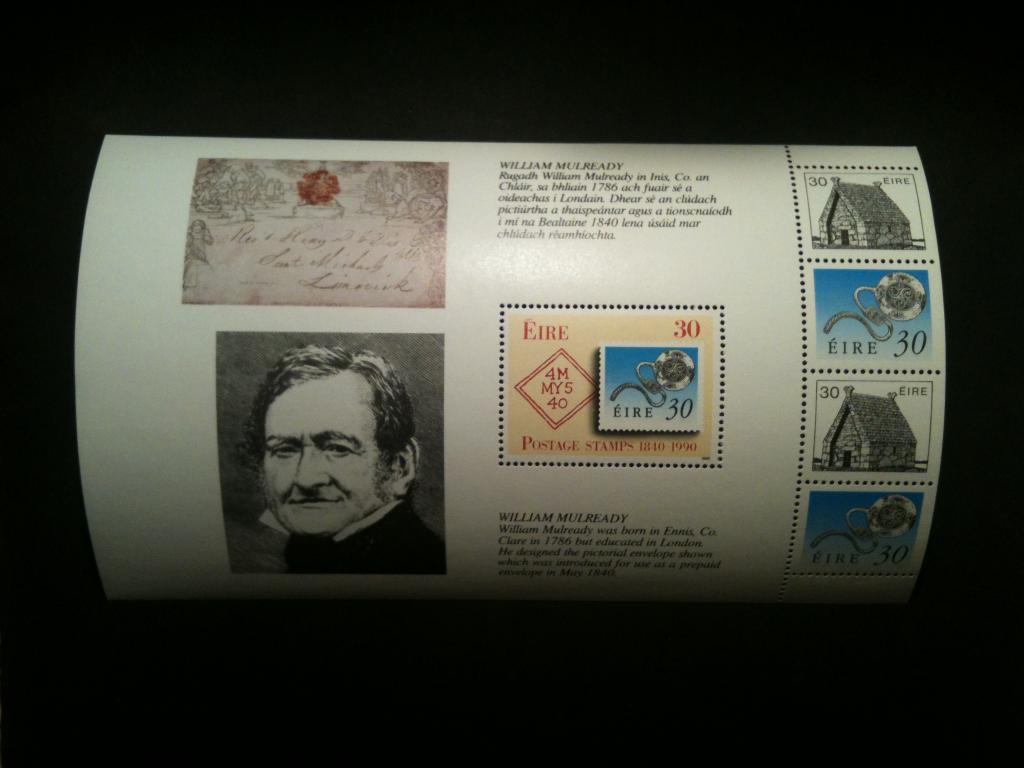 WILLIAM MULREADY
Rugadh William Mulready in Inis, Co. an
Chláir, sa bhliain 1786 ach fuair sé a
oideachas i Londain. Dhear sé an clúdach
pictiúrtha a thaispeántar agus a tionscnaíodh
i mí na Bealtaine 1840 lena úsáid mar
chlúdach réamhíoctha.
Limerick
ÉIRE 30
4M
MY5
40
ÉIRE 30
POSTAGE STAMPS 1840-1990
WILLIAM MULREADY
William Mulready was born in Ennis, Co.
Clare in 1786 but educated in London.
He designed the pictorial envelope shown
which was introduced for use as a prepaid
envelope in May 1840.
30 ÉIRE
ÉIRE 30
30 ÉIRE
ÉIRE 30